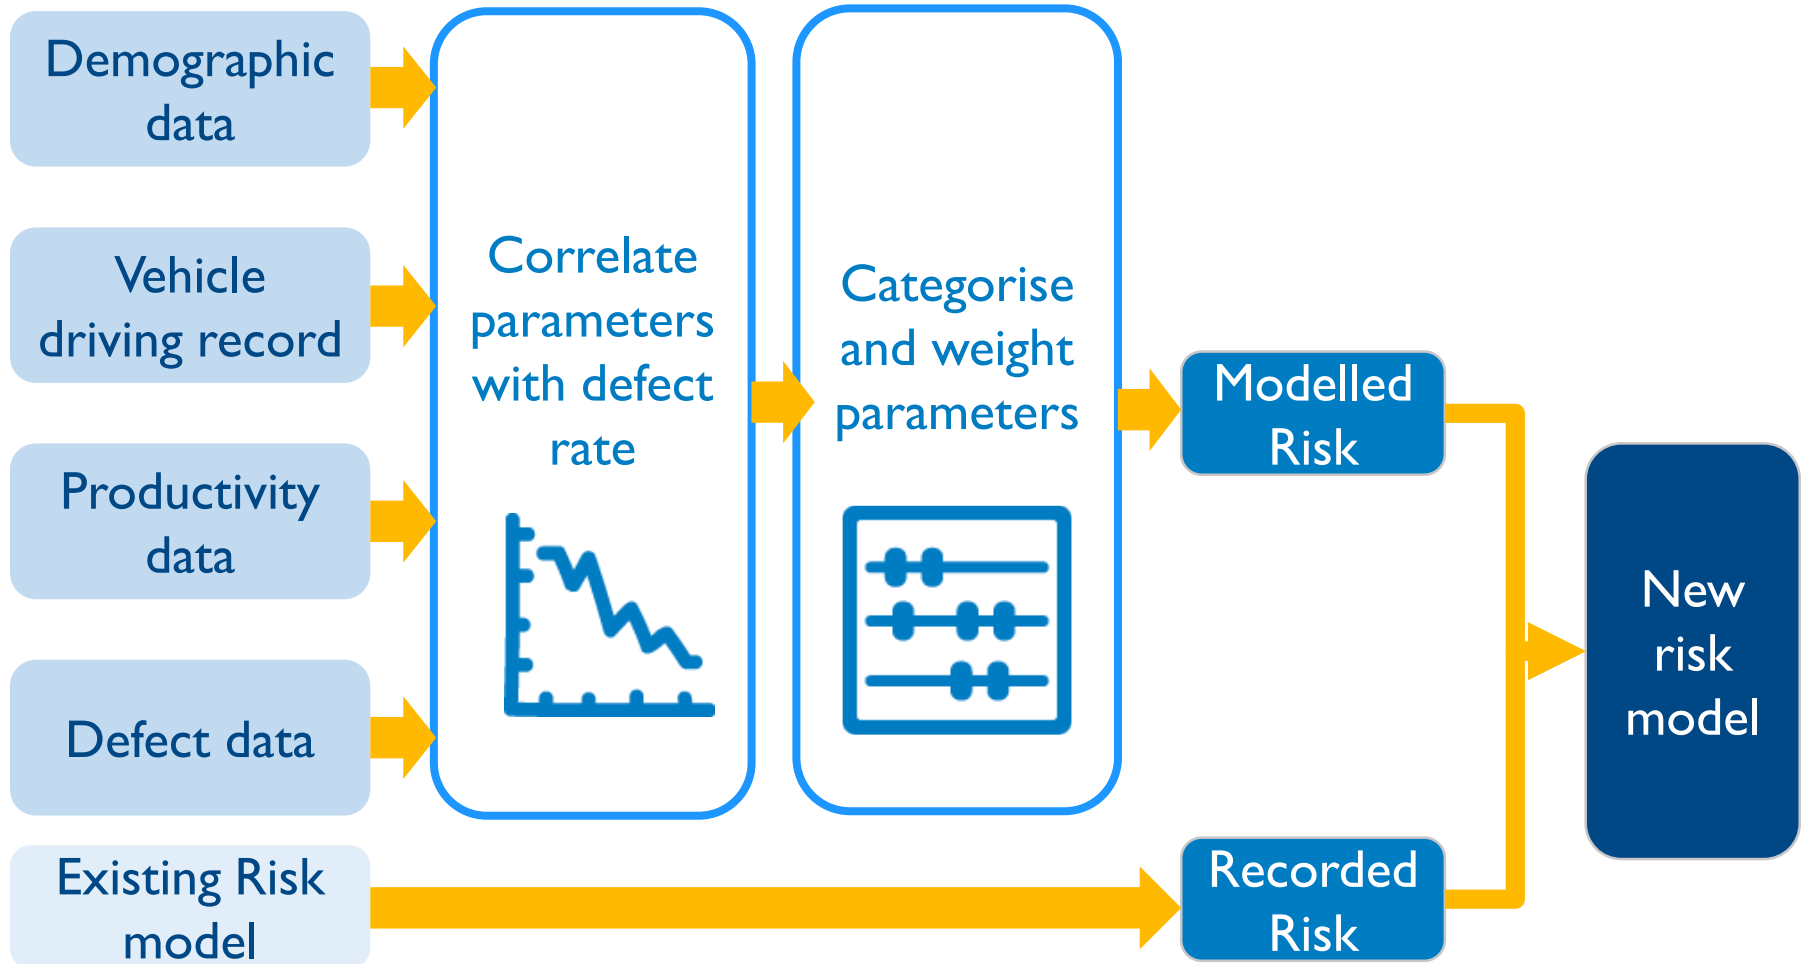 Demographic
data
Vehicle
driving record
Productivity
data
Defect data
Existing Risk
model
Correlate
parameters
with defect
rate
Categorise
and weight
parameters
Modelled
Risk
Recorded
Risk
New
risk
model